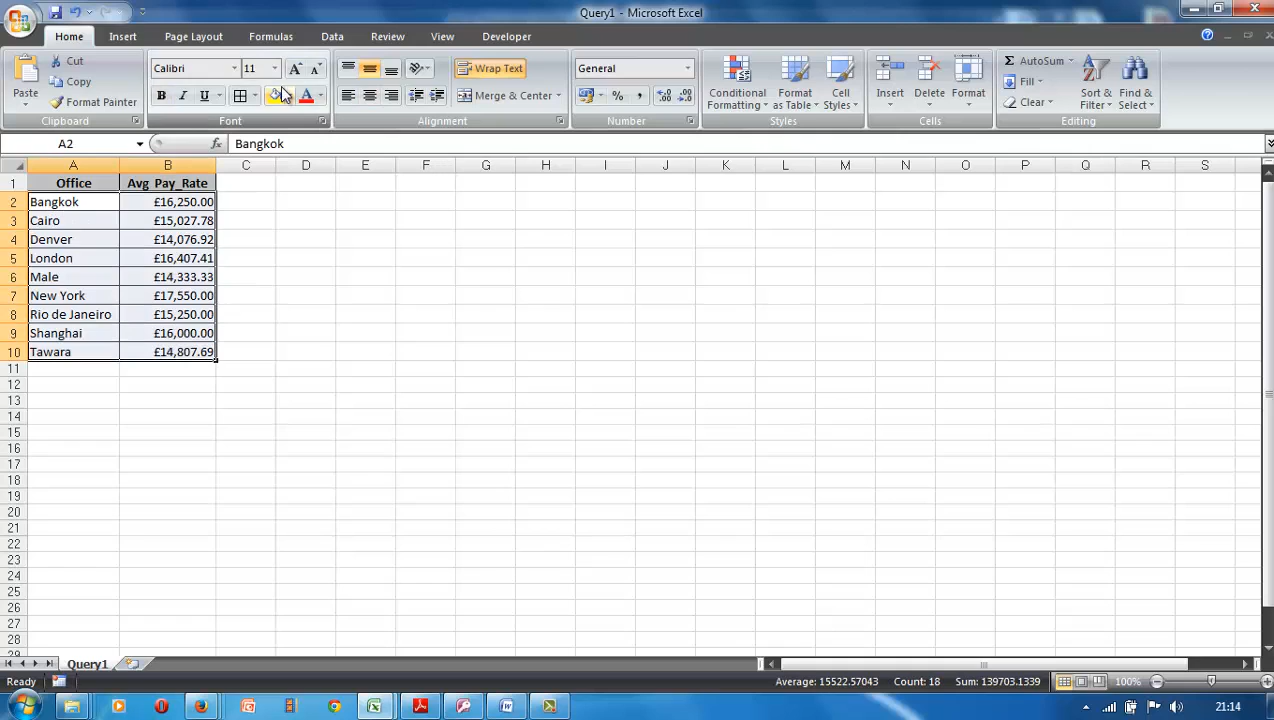 Query1 - Microsoft Excel
Home Insert Page Layout Formulas Data Review View Developer
Paste Cut Copy Format Painter
Calibri 11
B I U A
Wrap Text
Merge & Center
General
% , .0 .00 .00 .0
Conditional Formatting Format as Table Cell Styles
Insert Delete Format
Σ AutoSum Fill Clear
Sort & Filter Find & Select
Clipboard Font Alignment Number Styles Cells Editing
A2 fx Bangkok
A B C D E F G H I J K L M N O P Q R S
1 Office Avg Pay_Rate
2 Bangkok £16,250.00
3 Cairo £15,027.78
4 Denver £14,076.92
5 London £16,407.41
6 Male £14,333.33
7 New York £17,550.00
8 Rio de Janeiro £15,250.00
9 Shanghai £16,000.00
10 Tawara £14,807.69
11
12
13
14
15
16
17
18
19
20
21
22
23
24
25
26
27
28
29
Query1
Ready Average: 15522.57043 Count: 18 Sum: 139703.1339 100%
21:14